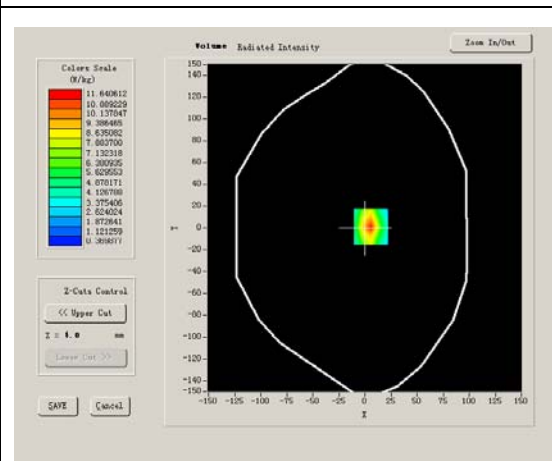 Volume Radiated Intensity
Zoom In/Out
Colors Scale
(W/kg)
11.640612
10.889229
10.137847
9.386465
8.635082
7.883700
7.132318
6.380935
5.629553
4.878171
4.126788
3.375406
2.624024
1.872641
1.121259
0.369877
Z-Cuts Control
<< Upper Cut
Z = 4.0 mm
Lower Cut >>
SAVE
Cancel
150
120
100
80
60
40
20
0
-20
-40
-60
-80
-100
-120
-150
Y
-150 -125 -100 -75 -50 -25 0 25 50 75 100 125 150
X